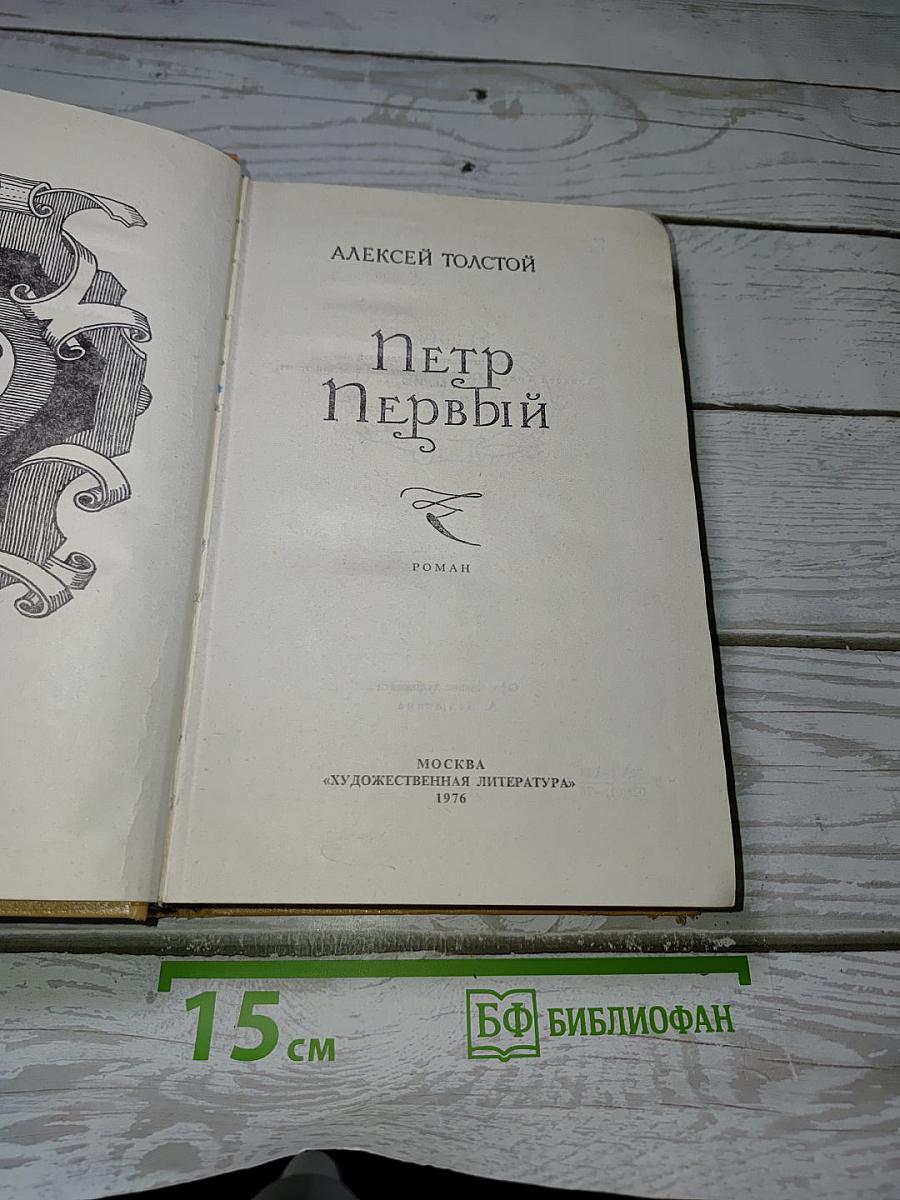 АЛЕКСЕЙ ТОЛСТОЙ
ПЕТР
ПЕРВЫЙ
РОМАН
МОСКВА
«ХУДОЖЕСТВЕННАЯ ЛИТЕРАТУРА»
1976
15 см
БФ БИБЛИОФАН